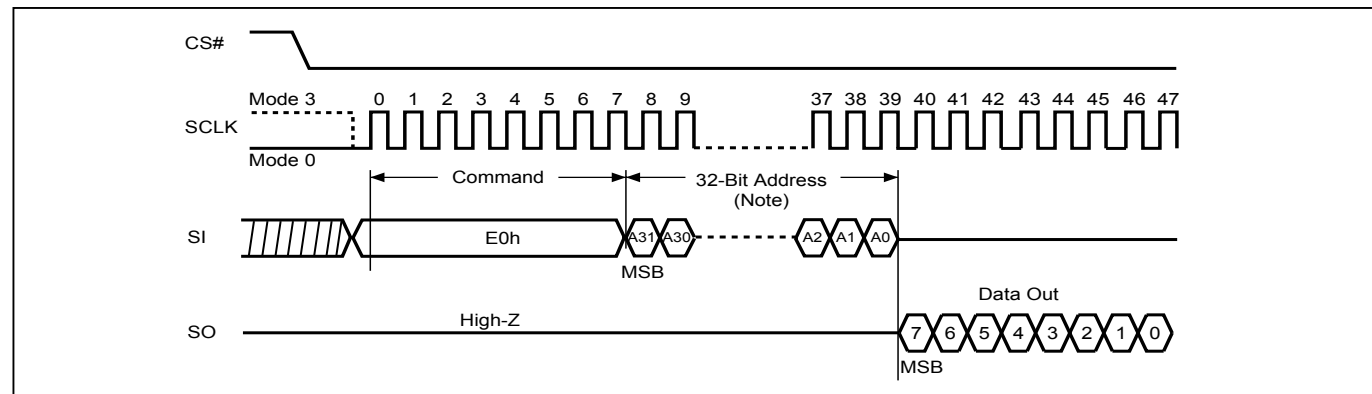 CS#
Mode 3 0 1 2 3 4 5 6 7 8 9 37 38 39 40 41 42 43 44 45 46 47
SCLK
Mode 0
Command 32-Bit Address
(Note)
SI E0h A31 A30 A2 A1 A0
MSB
Data Out
High-Z
SO 7 6 5 4 3 2 1 0
MSB